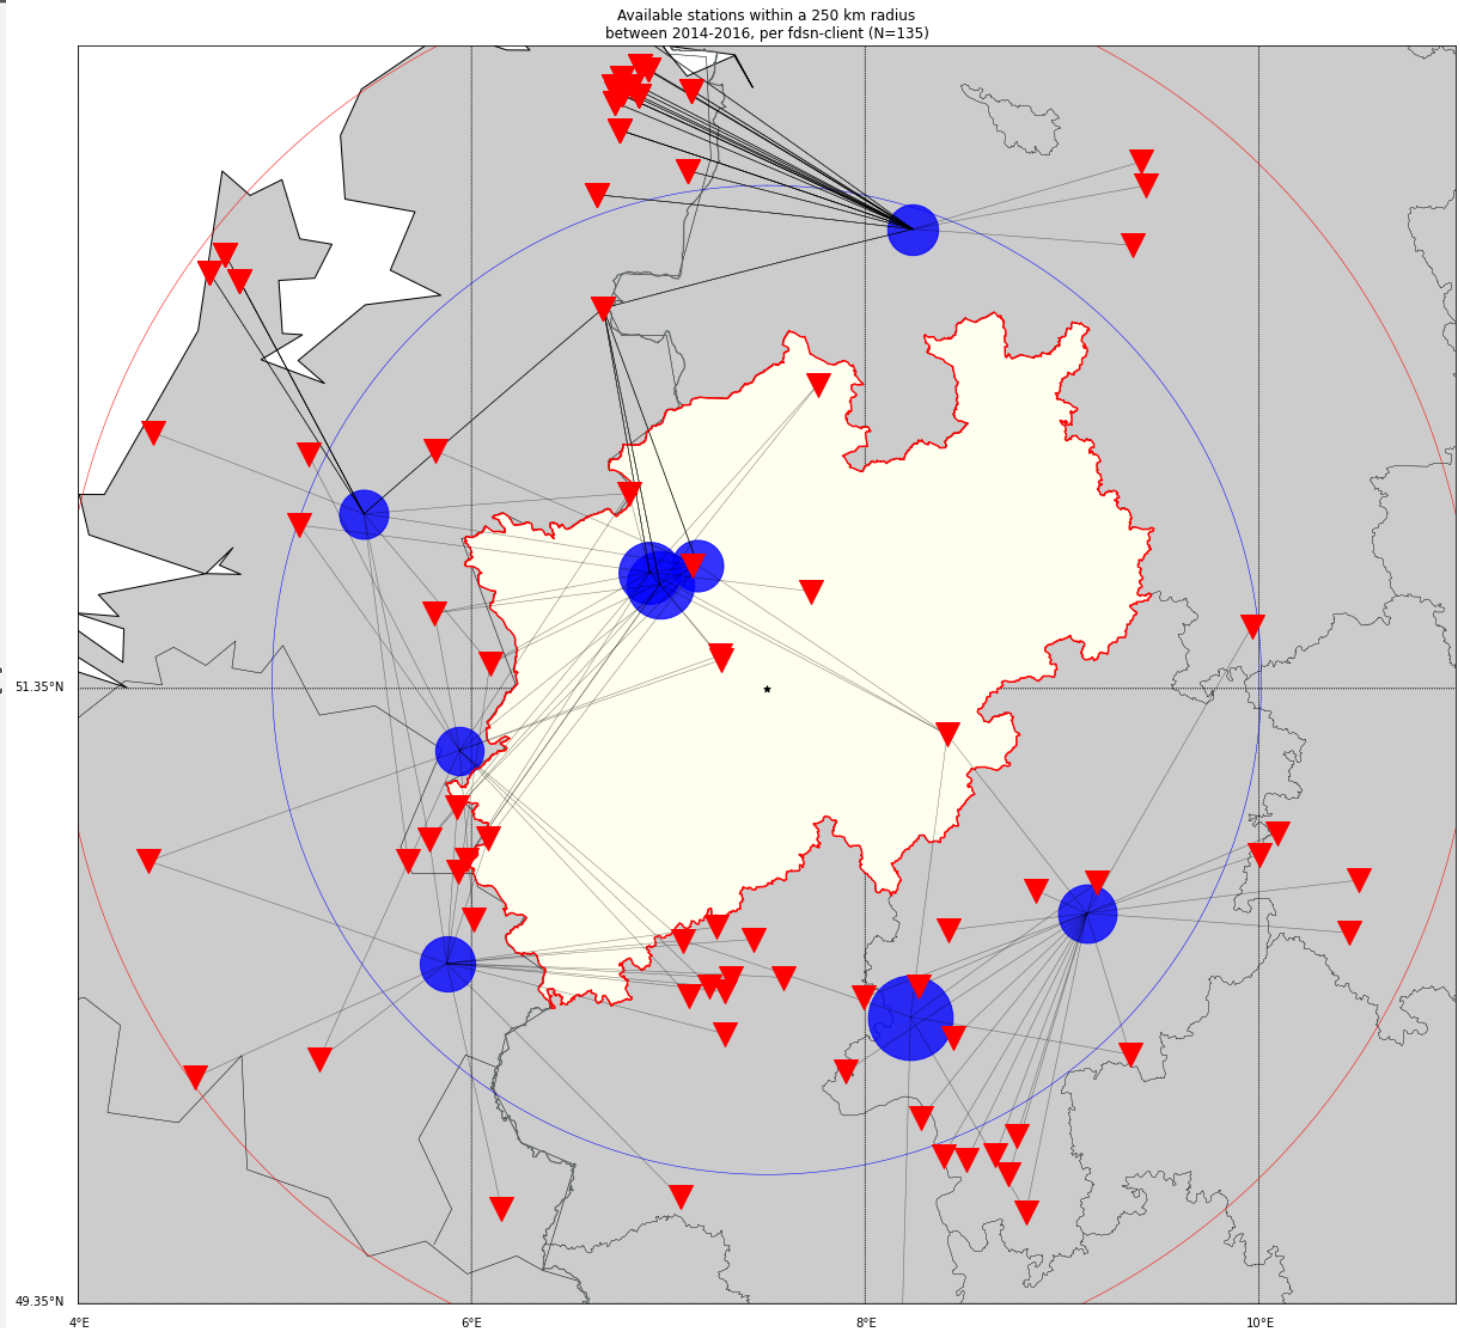 Available stations within a 250 km radius
between 2014-2016, per fdsn-client (N=135)
51.35°N
49.35°N
4°E
6°E
8°E
10°E